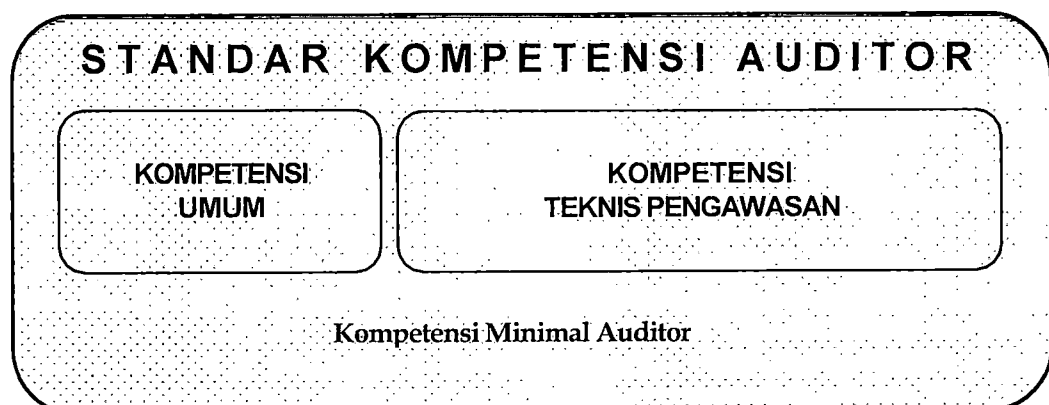 STANDAR KOMPETENSI AUDITOR
KOMPETENSI
UMUM
KOMPETENSI
TEKNIS PENGAWASAN
Kompetensi Minimal Auditor